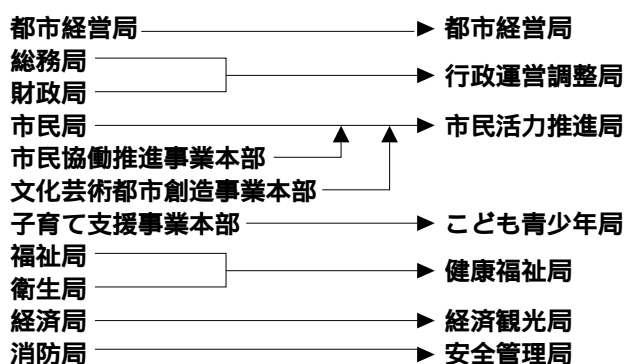 都市経営局 都市経営局
総務局
行政運営調整局
財政局
市民局 市民活力推進局
市民協働推進事業本部
文化芸術都市創造事業本部
子育て支援事業本部 こども青少年局
福祉局
健康福祉局
衛生局
経済局 経済観光局
消防局 安全管理局